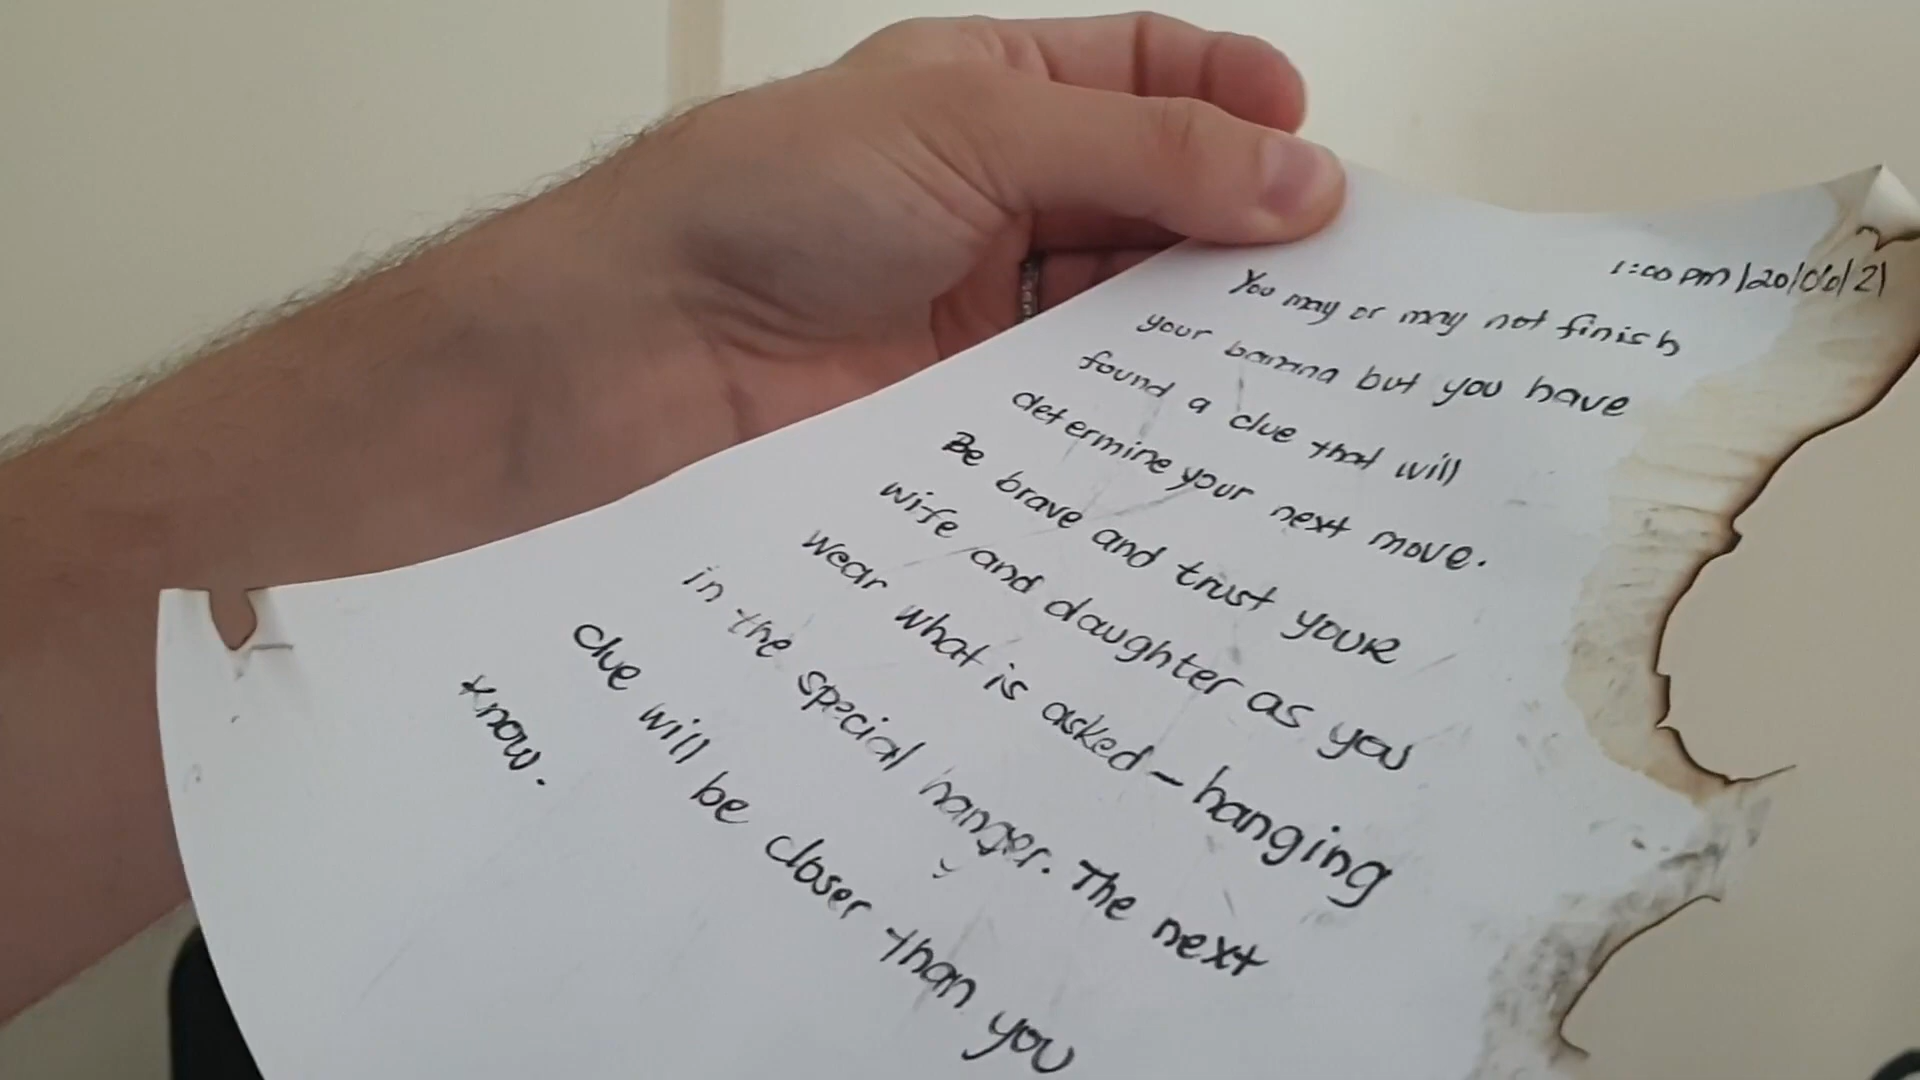 1:00 pm/20/06/21
You may or may not finish
your banana but you have
found a clue that will
determine your next move.
Be brave and trust YOUR
wife and daughter as you
wear what is asked - hanging
in the special hanger. The next
clue will be closer than you
know.